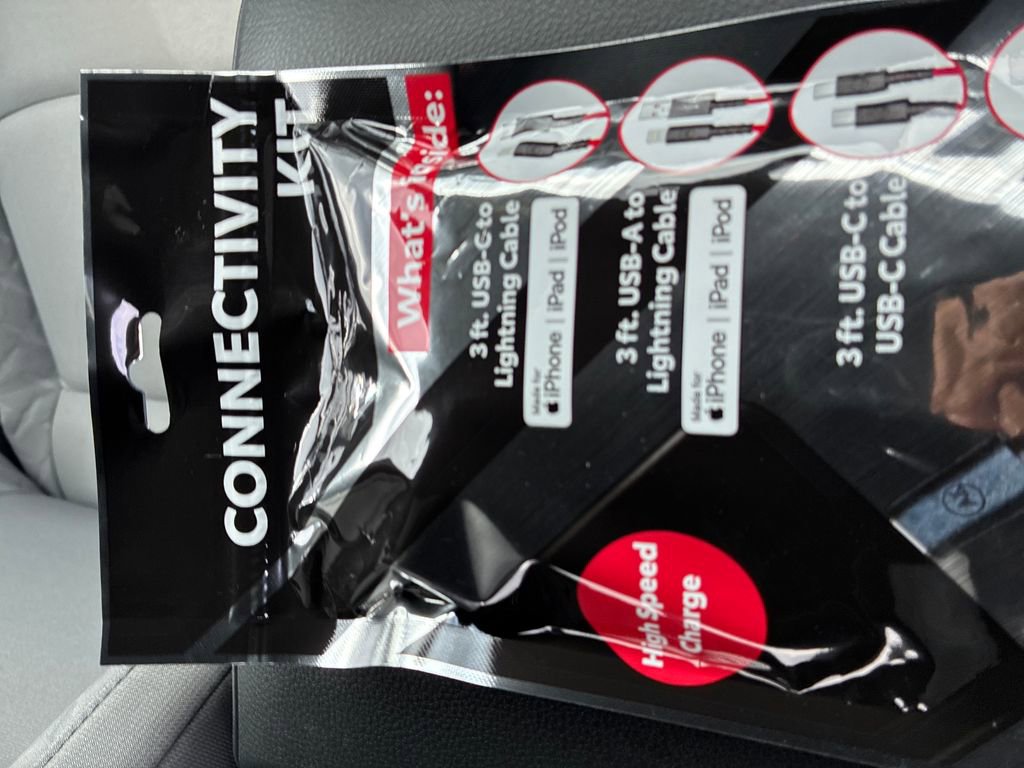 CONNECTIVITY
KIT
What's inside:
3 ft. USB-C to
Lightning Cable
Made for
iPhone | iPad | iPod
3 ft. USB-A to
Lightning Cable
Made for
iPhone | iPad | iPod
3 ft. USB-C to
USB-C Cable
High Speed
Charge